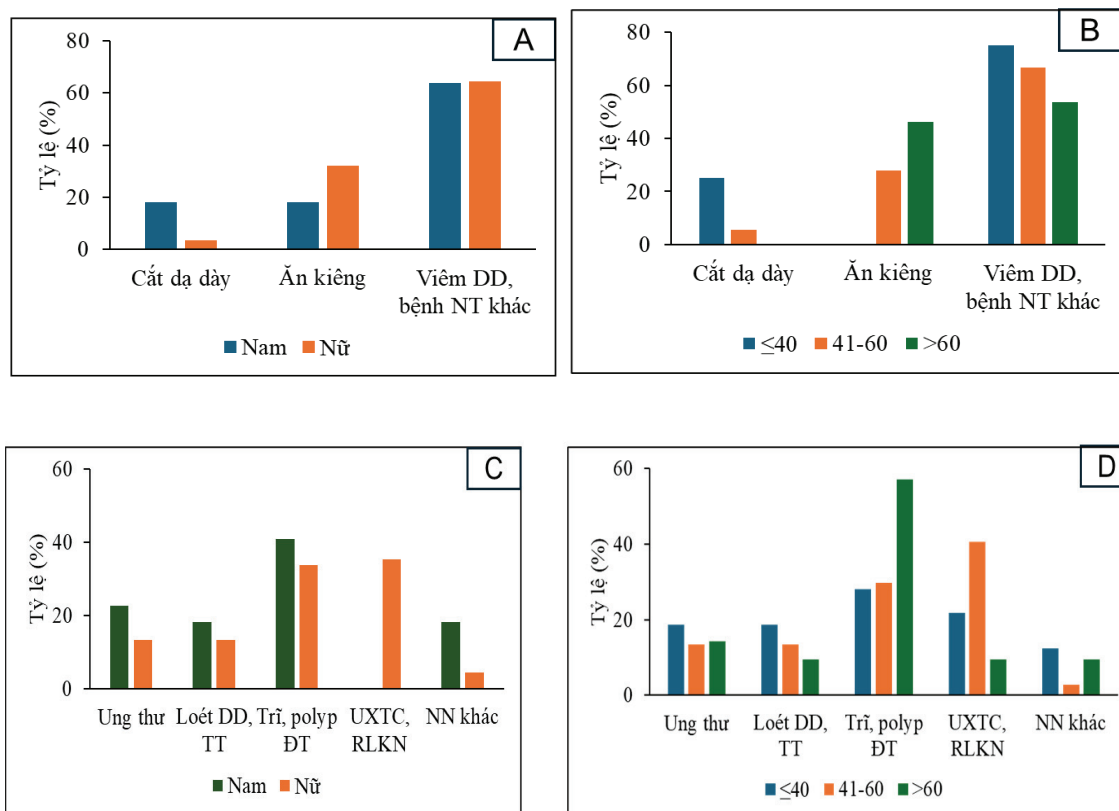 A
Tỷ lệ (%)
80
60
40
20
0
Cắt dạ dày Ăn kiêng Viêm DD, bệnh NT khác
Nam Nữ
B
Tỷ lệ (%)
80
60
40
20
0
Cắt dạ dày Ăn kiêng Viêm DD, bệnh NT khác
≤40 41-60 >60
C
Tỷ lệ (%)
60
40
20
0
Ung thư Loét DD, TT Trĩ, polyp ĐT UXTC, RLKN NN khác
Nam Nữ
D
Tỷ lệ (%)
60
40
20
0
Ung thư Loét DD, TT Trĩ, polyp ĐT UXTC, RLKN NN khác
≤40 41-60 >60